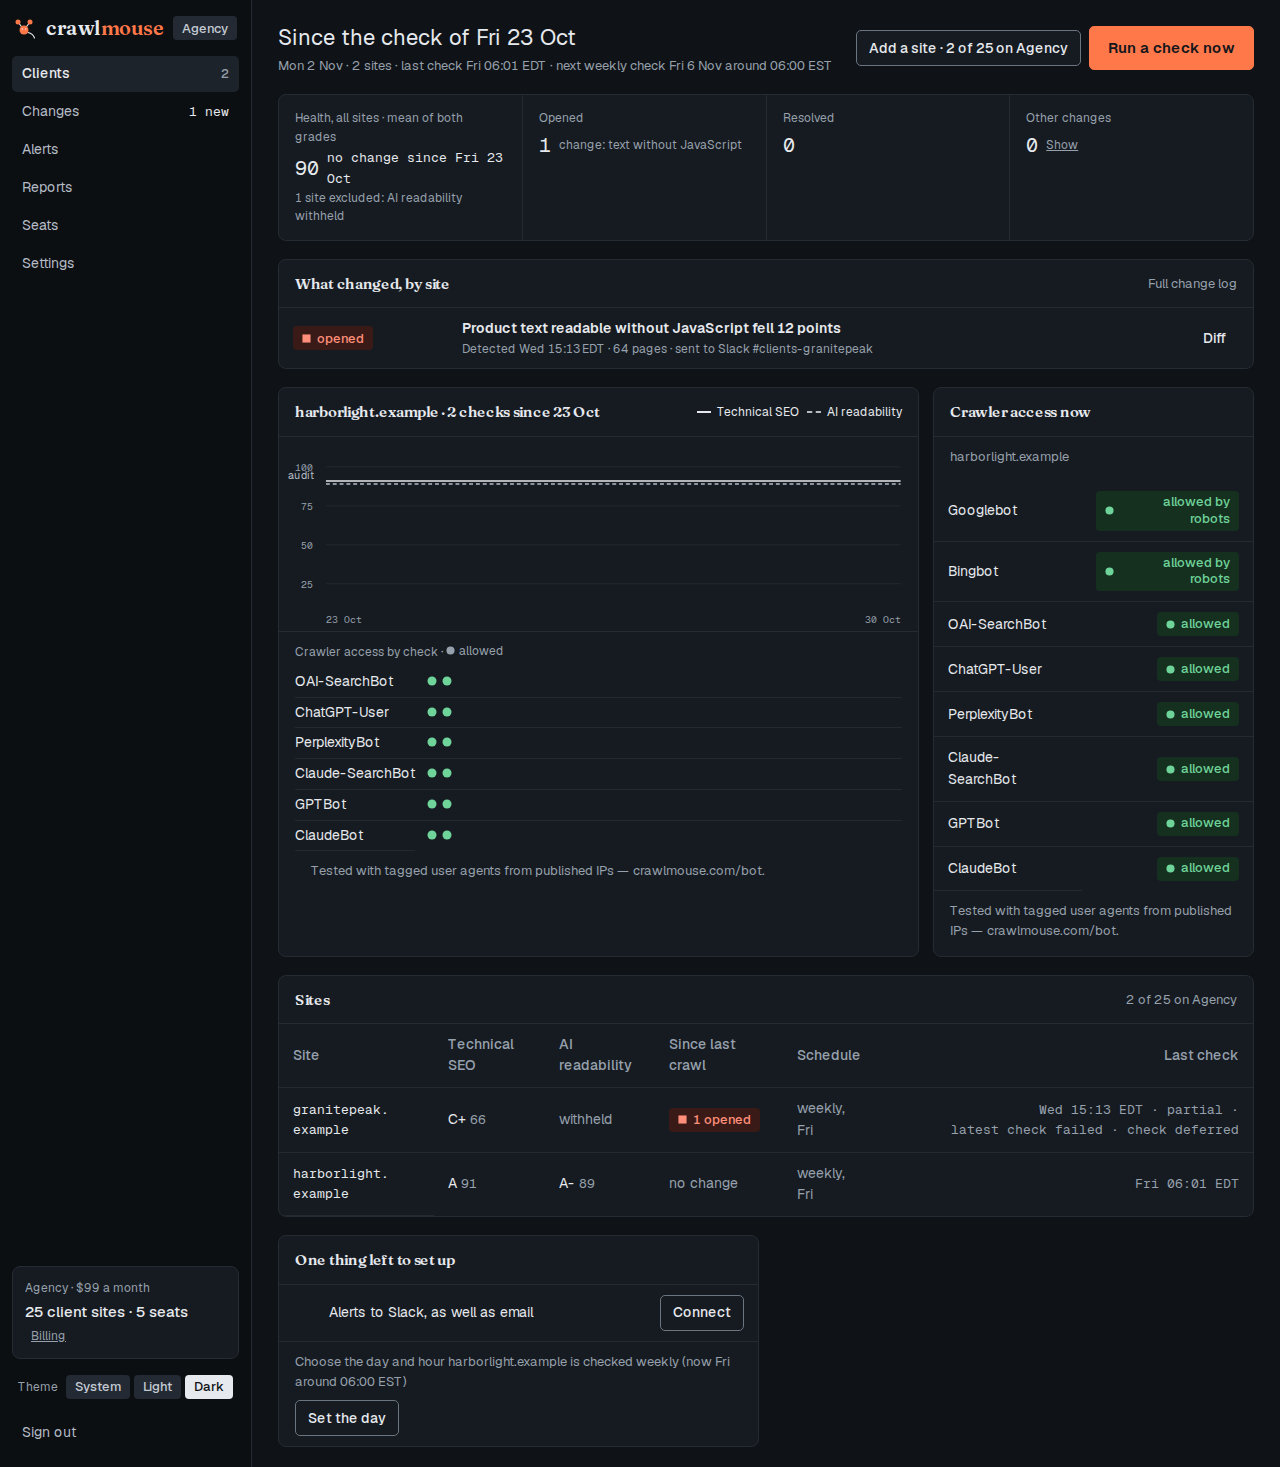 crawlmouse Agency
Clients 2
Changes 1 new
Alerts
Reports
Seats
Settings
Agency · $99 a month
25 client sites · 5 seats
Billing
Theme System Light Dark
Sign out
Since the check of Fri 23 Oct
Mon 2 Nov · 2 sites · last check Fri 06:01 EDT · next weekly check Fri 6 Nov around 06:00 EST
Add a site · 2 of 25 on Agency
Run a check now
Health, all sites · mean of both
grades
90 no change since Fri 23
Oct
1 site excluded: AI readability
withheld
Opened
1 change: text without JavaScript
Resolved
0
Other changes
0 Show
What changed, by site
Full change log
opened
Product text readable without JavaScript fell 12 points
Detected Wed 15:13 EDT · 64 pages · sent to Slack #clients-granitepeak
Diff
harborlight.example · 2 checks since 23 Oct
Technical SEO AI readability
100
audit
75
50
25
23 Oct 30 Oct
Crawler access by check · allowed
OAI-SearchBot
ChatGPT-User
PerplexityBot
Claude-SearchBot
GPTBot
ClaudeBot
Tested with tagged user agents from published IPs — crawlmouse.com/bot.
Crawler access now
harborlight.example
Googlebot allowed by
robots
Bingbot allowed by
robots
OAI-SearchBot allowed
ChatGPT-User allowed
PerplexityBot allowed
Claude-
SearchBot allowed
GPTBot allowed
ClaudeBot allowed
Tested with tagged user agents from published
IPs — crawlmouse.com/bot.
Sites
2 of 25 on Agency
Site Technical SEO AI readability Since last crawl Schedule Last check
granitepeak.
example C+ 66 withheld 1 opened weekly, Fri Wed 15:13 EDT · partial ·
latest check failed · check deferred
harborlight.
example A 91 A- 89 no change weekly, Fri Fri 06:01 EDT
One thing left to set up
Alerts to Slack, as well as email Connect
Choose the day and hour harborlight.example is checked weekly (now Fri
around 06:00 EST)
Set the day